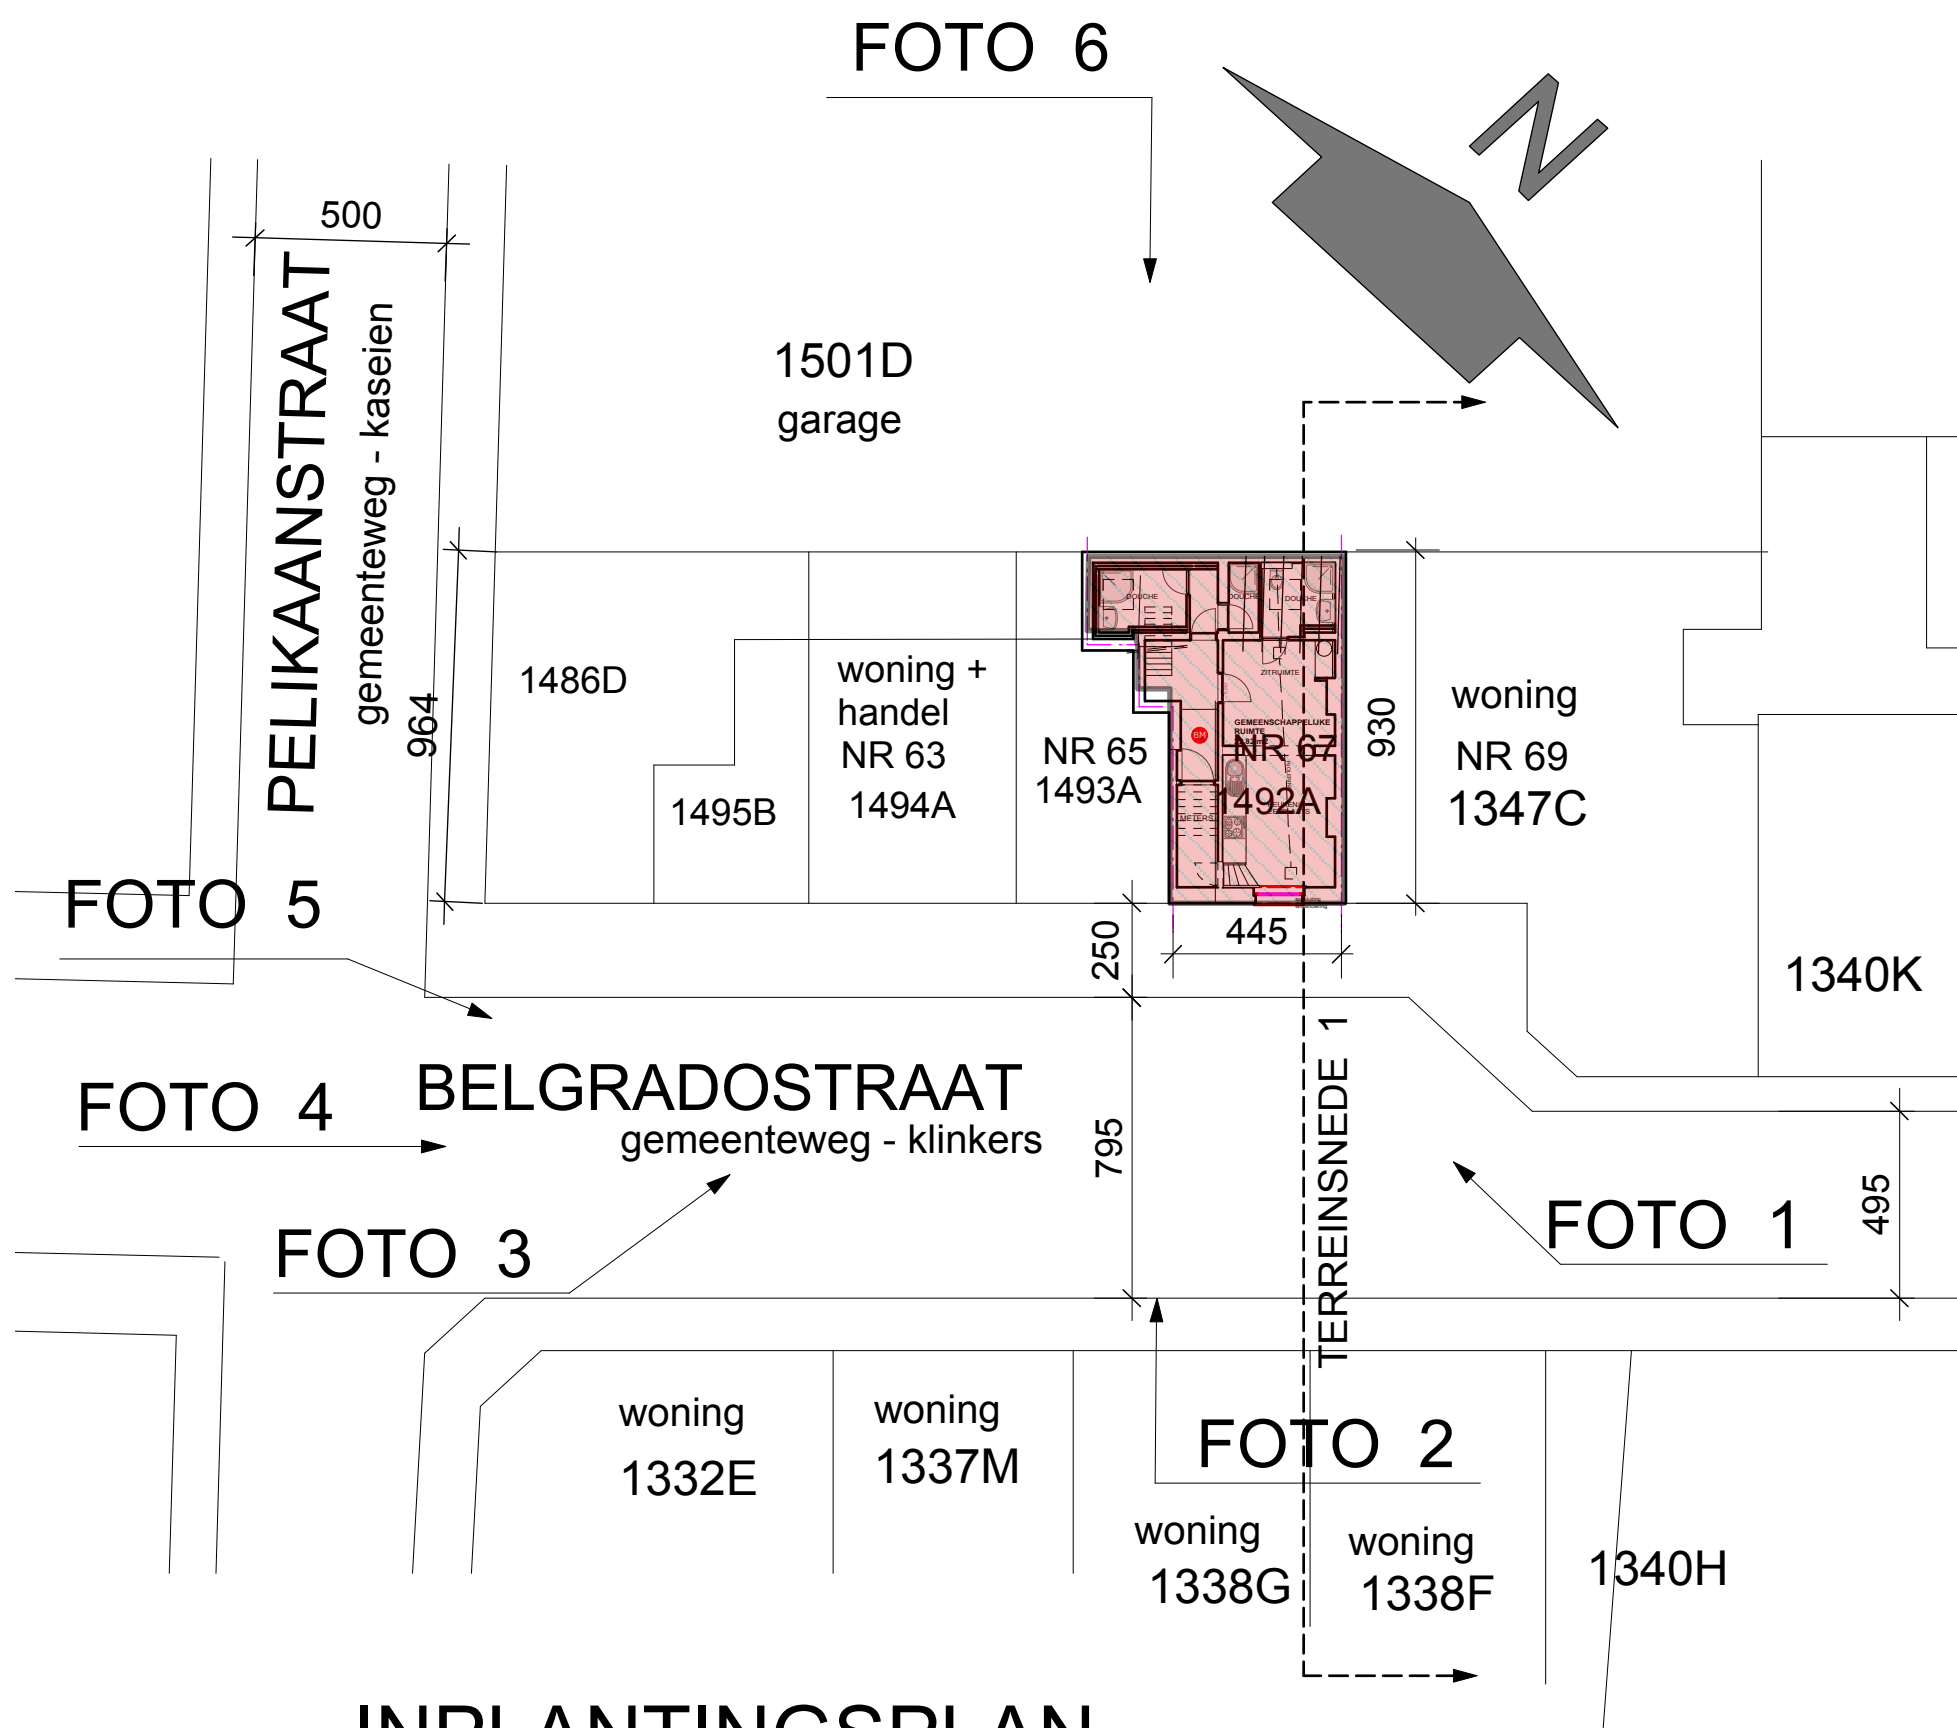 FOTO 6
N
500
PELIKAANSTRAAT
gemeenteweg - kaseien
964
1501D
garage
1486D
1495B
woning +
handel
NR 63
1494A
NR 65
1493A
DOUCHE
DOUCHE
DOUCHE
ZITRUIMTE
GEMEENSCHAPPELIJKE
RUIMTE
BM
NR 67
1492A
METERS
930
woning
NR 69
1347C
1340K
FOTO 5
250
445
FOTO 4
BELGRADOSTRAAT
gemeenteweg - klinkers
795
TERREINSNEDE 1
FOTO 3
FOTO 1
495
woning
1332E
woning
1337M
FOTO 2
woning
1338G
woning
1338F
1340H
INPLANTINGSPLAN